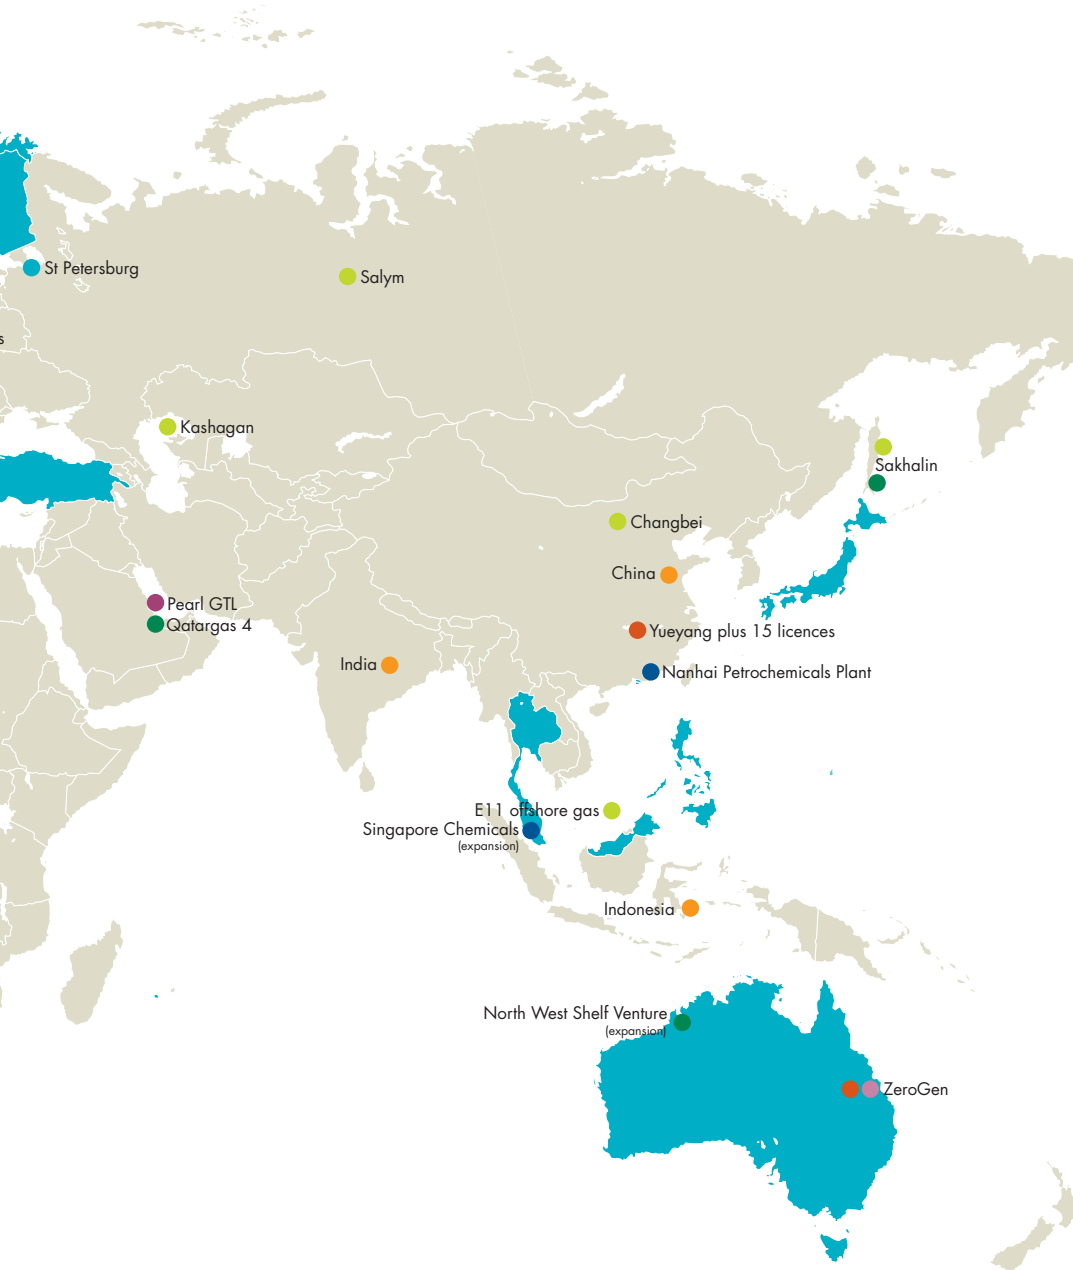 St Petersburg
Salym
s
Kashagan
Sakhalin
Changbei
China
Pearl GTL
Qatargas 4
Yueyang plus 15 licences
India
Nanhai Petrochemicals Plant
E11 offshore gas
Singapore Chemicals
(expansion)
Indonesia
North West Shelf Venture
(expansion)
ZeroGen